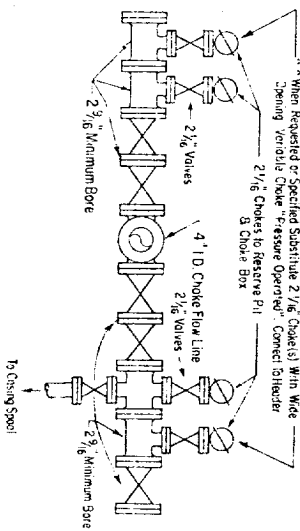 "When Requested or Specified Substitute 2 1/16" Choke(s) With Wide
Opening Variable Choke "Pressure Operated". Connect To Header
2 1/16" Chokes to Reserve Pit
& Choke Box
2 1/16" Valves
4" I.D. Choke Flow Line
2 1/16" Valves
2 9/16" Minimum Bore
2 9/16" Minimum Bore
To Casing Spool